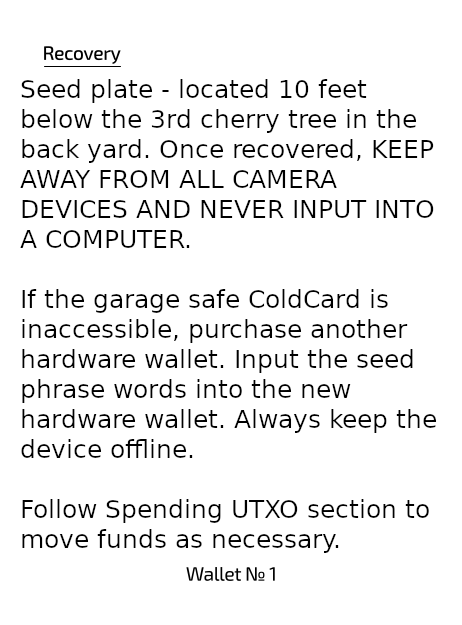 Recovery
Seed plate - located 10 feet
below the 3rd cherry tree in the
back yard. Once recovered, KEEP
AWAY FROM ALL CAMERA
DEVICES AND NEVER INPUT INTO
A COMPUTER.
If the garage safe ColdCard is
inaccessible, purchase another
hardware wallet. Input the seed
phrase words into the new
hardware wallet. Always keep the
device offline.
Follow Spending UTXO section to
move funds as necessary.
Wallet № 1